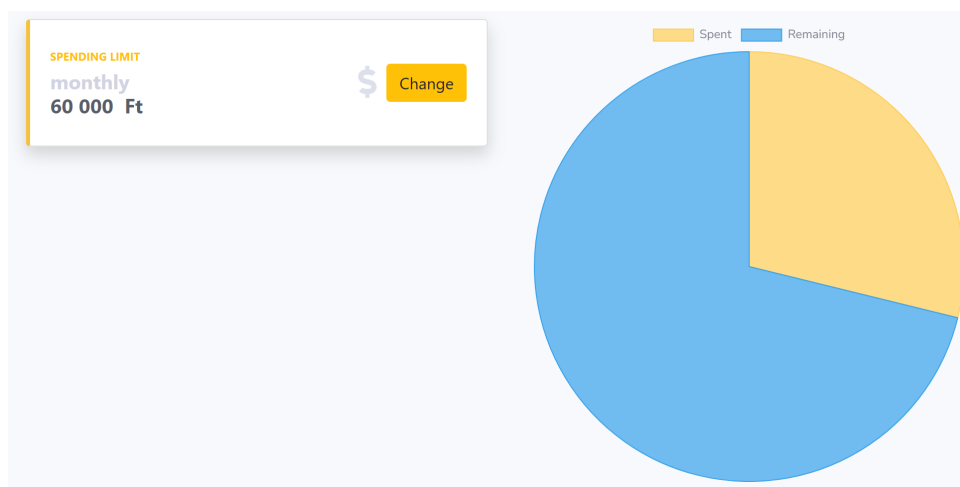 SPENDING LIMIT
monthly
60 000 Ft
$
Change
Spent
Remaining